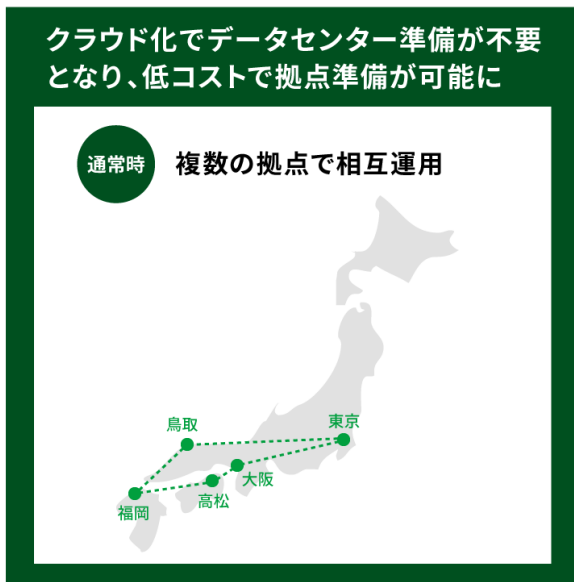 クラウド化でデータセンター準備が不要
となり、低コストで拠点準備が可能に
通常時
複数の拠点で相互運用
鳥取
東京
大阪
高松
福岡